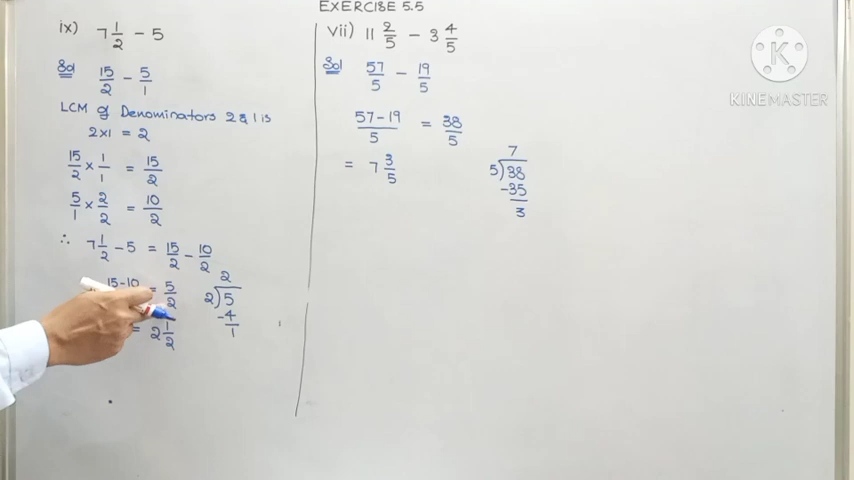 EXERCISE 5.5
ix) 7 1/2 - 5
Sol 15/2 - 5/1
LCM of Denominators 2 & 1 is
2×1 = 2
15/2 × 1/1 = 15/2
5/1 × 2/2 = 10/2
∴ 7 1/2 - 5 = 15/2 - 10/2
15-10 = 5/2
= 2 1/2
2
2)5
-4
1
vii) 11 2/5 - 3 4/5
Sol 57/5 - 19/5
57-19/5 = 38/5
= 7 3/5
7
5)38
-35
3
K
KINEMASTER